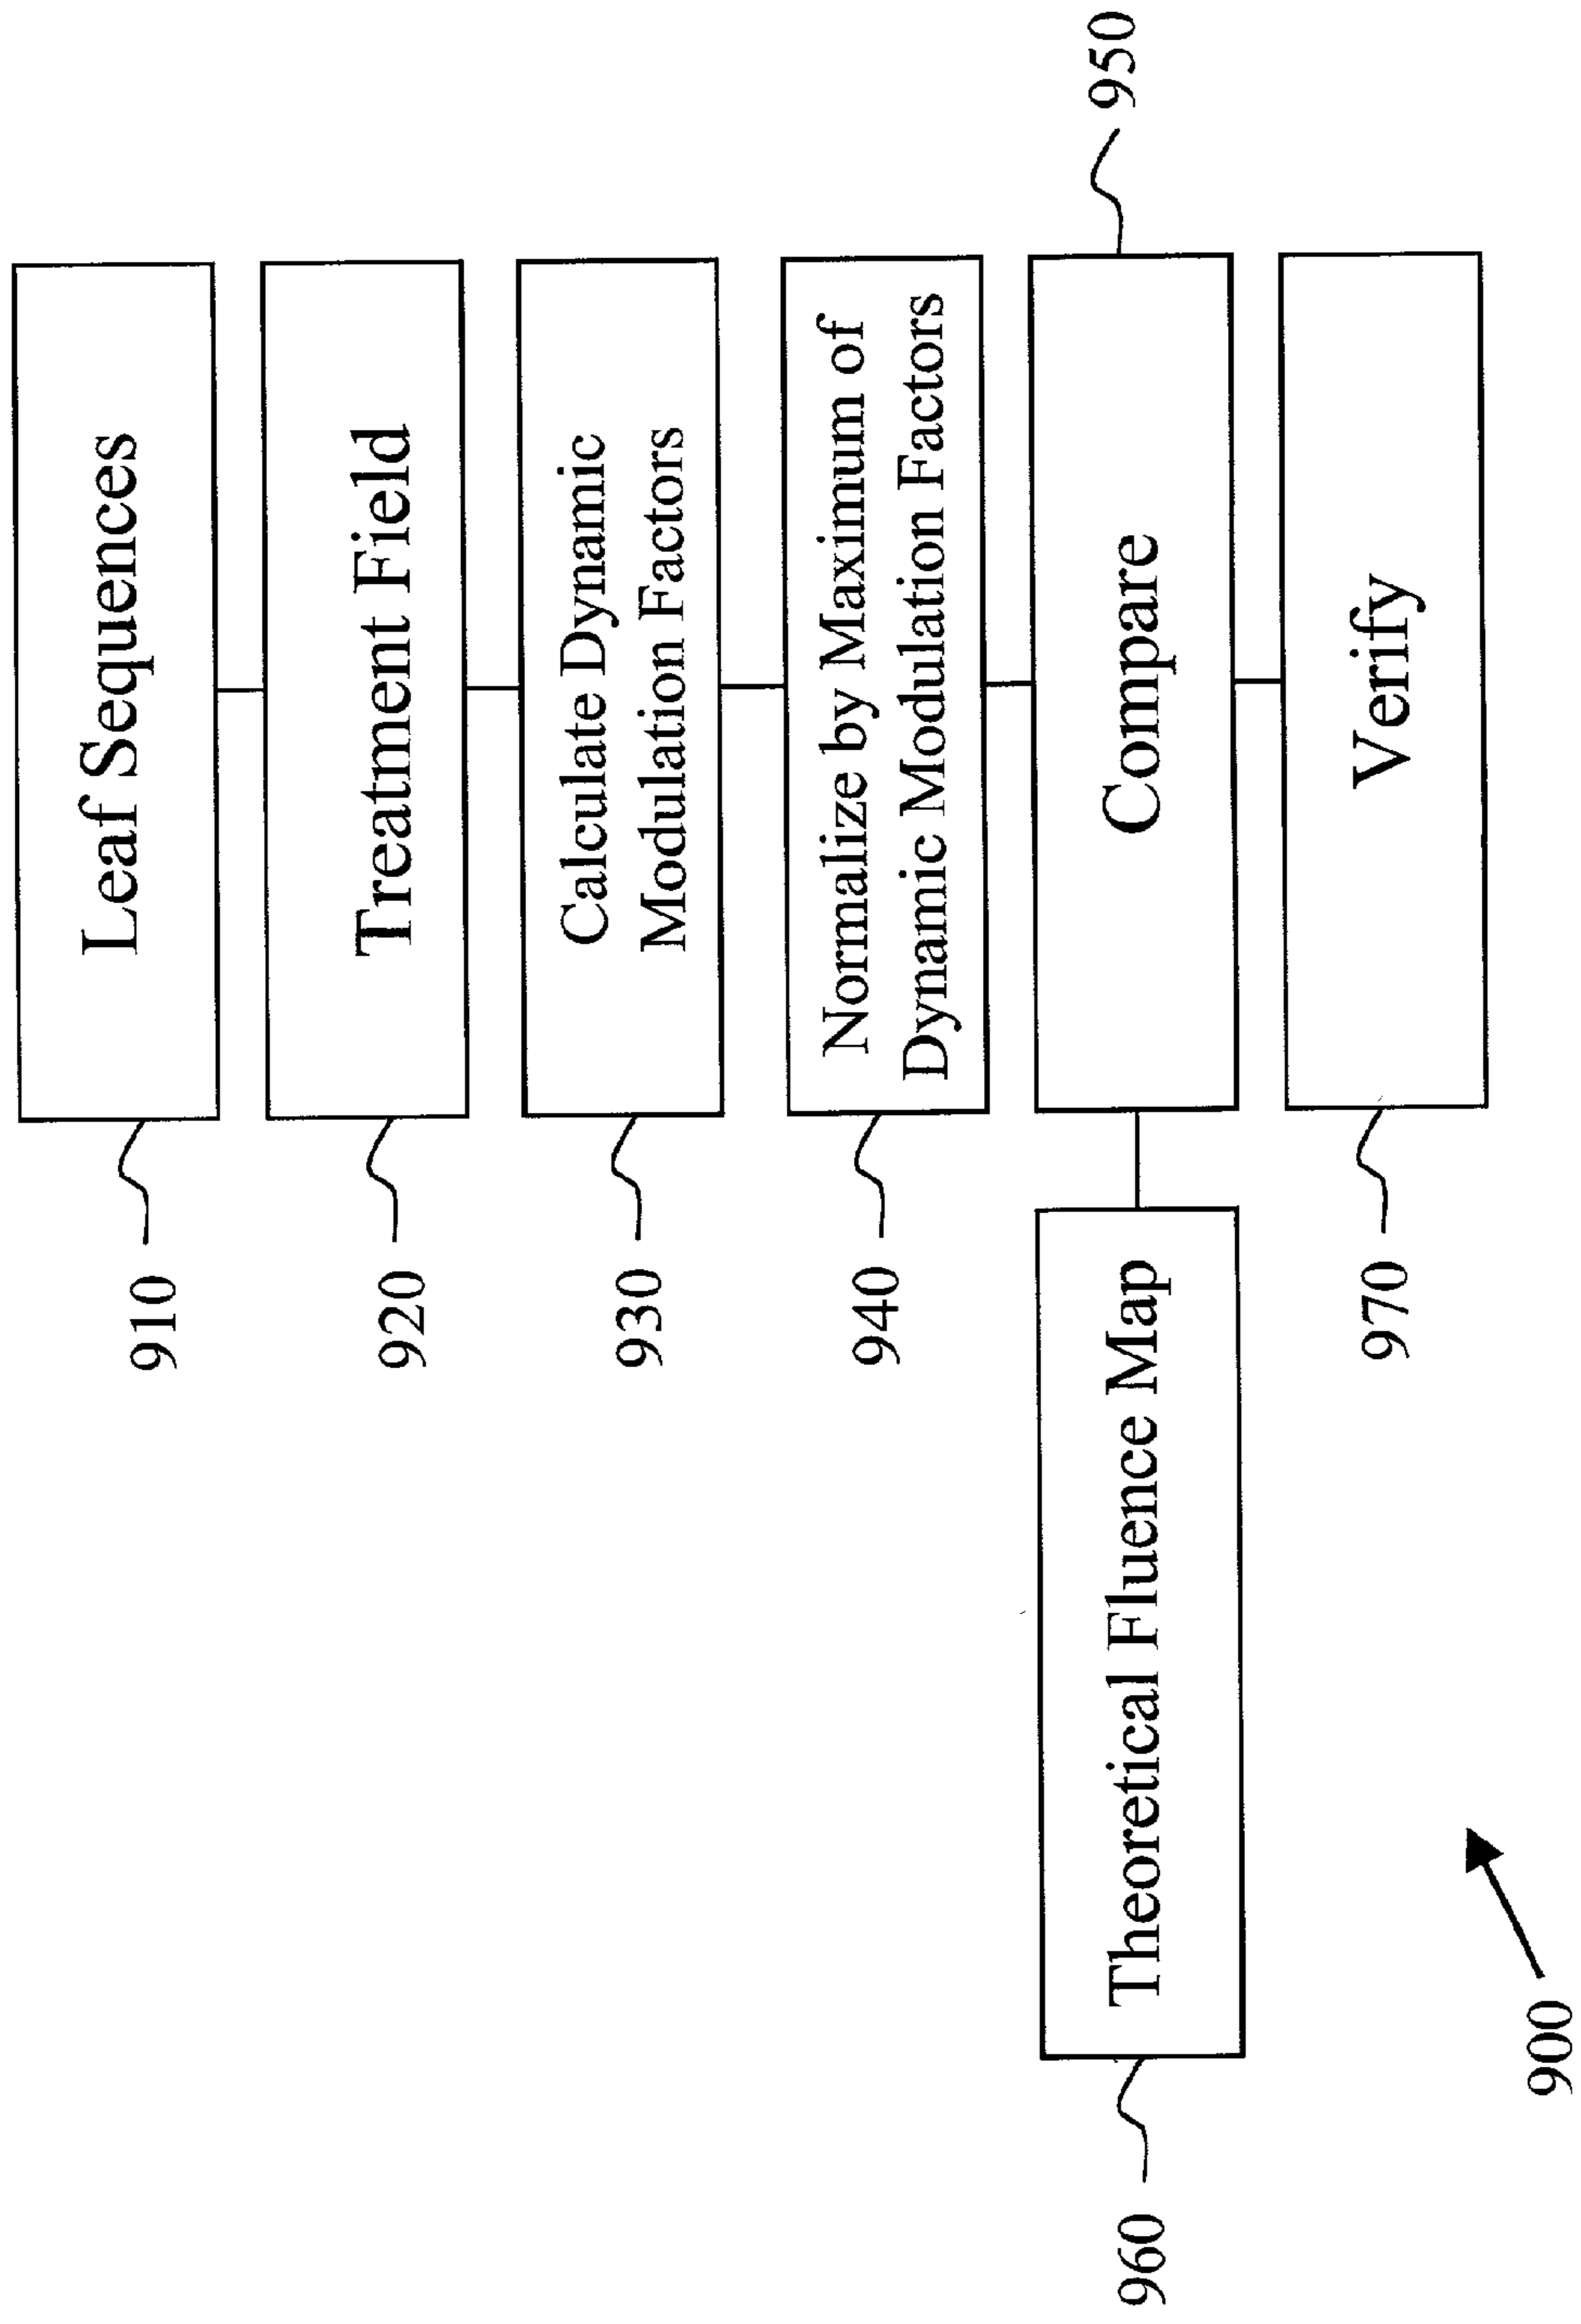 910
Leaf Sequences
920
Treatment Field
930
Calculate Dynamic
Modulation Factors
940
Normalize by Maximum of
Dynamic Modulation Factors
960
Theoretical Fluence Map
Compare
950
970
Verify
900